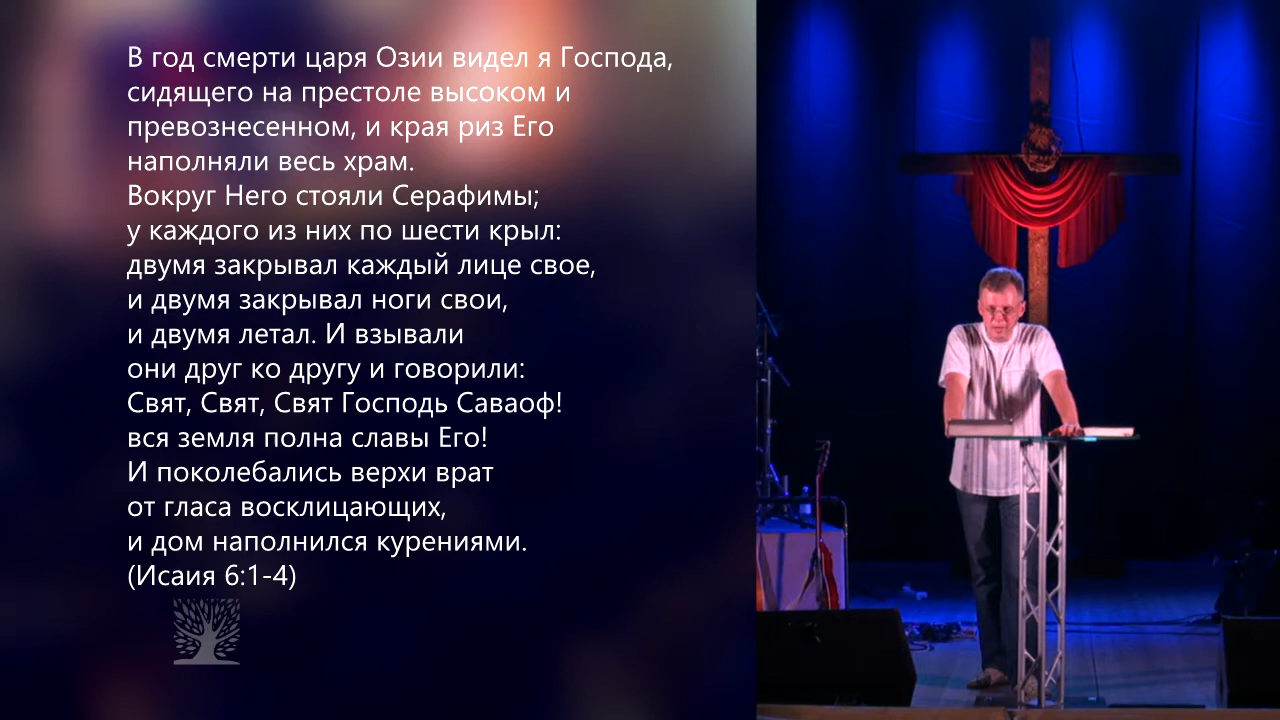 В год смерти царя Озии видел я Господа,
сидящего на престоле высоком и
превознесенном, и края риз Его
наполняли весь храм.
Вокруг Него стояли Серафимы;
у каждого из них по шести крыл:
двумя закрывал каждый лице свое,
и двумя закрывал ноги свои,
и двумя летал. И взывали
они друг ко другу и говорили:
Свят, Свят, Свят Господь Саваоф!
вся земля полна славы Его!
И поколебались верхи врат
от гласа восклицающих,
и дом наполнился курениями.
(Исаия 6:1-4)